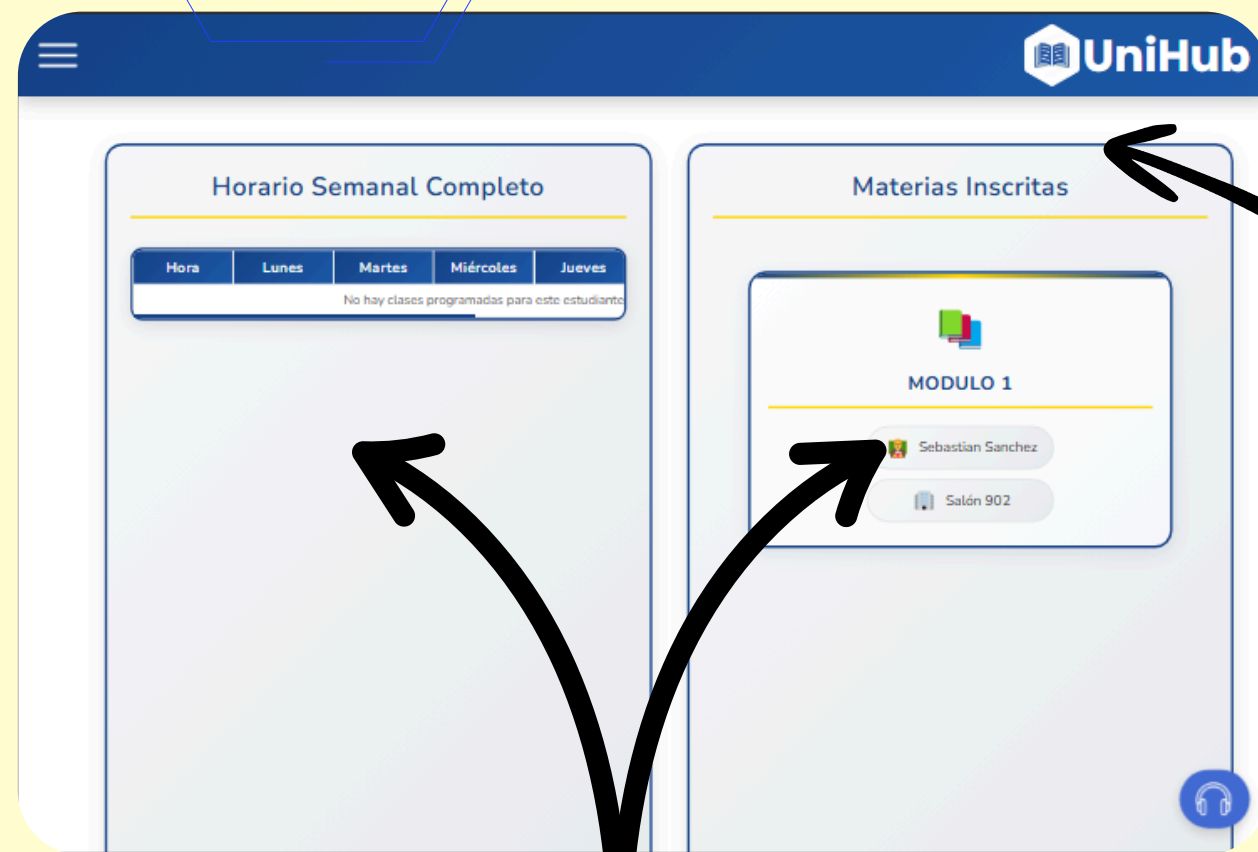 UniHub
Horario Semanal Completo
Hora Lunes Martes Miércoles Jueves
No hay clases programadas para este estudiante
Materias Inscritas
MODULO 1
Sebastian Sanchez
Salón 902